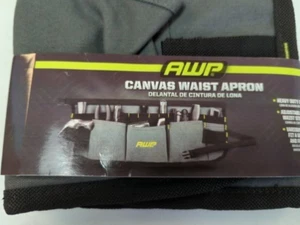 AWP
CANVAS WAIST APRON
DELANTAL DE CINTURA DE LONA
AWP